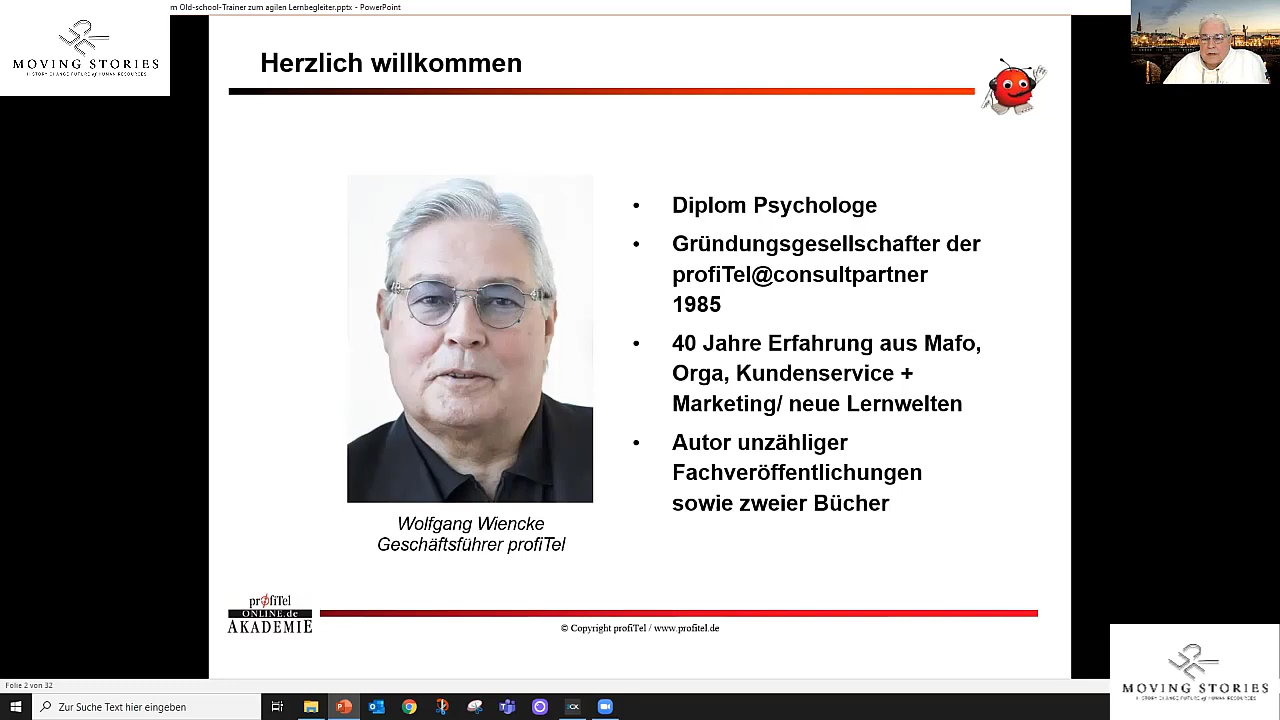 m Old-school-Trainer zum agilen Lernbegleiter.pptx - PowerPoint
MOVING STORIES
Herzlich willkommen
• Diplom Psychologe
• Gründungsgesellschafter der
profiTel@consultpartner
1985
• 40 Jahre Erfahrung aus Mafo,
Orga, Kundenservice +
Marketing/ neue Lernwelten
• Autor unzähliger
Fachveröffentlichungen
sowie zweier Bücher
Wolfgang Wiencke
Geschäftsführer profiTel
profiTel
ONLINE.de
AKADEMIE
© Copyright profiTel / www.profitel.de
MOVING STORIES
Folie 2 von 32
Zur Suche Text hier eingeben